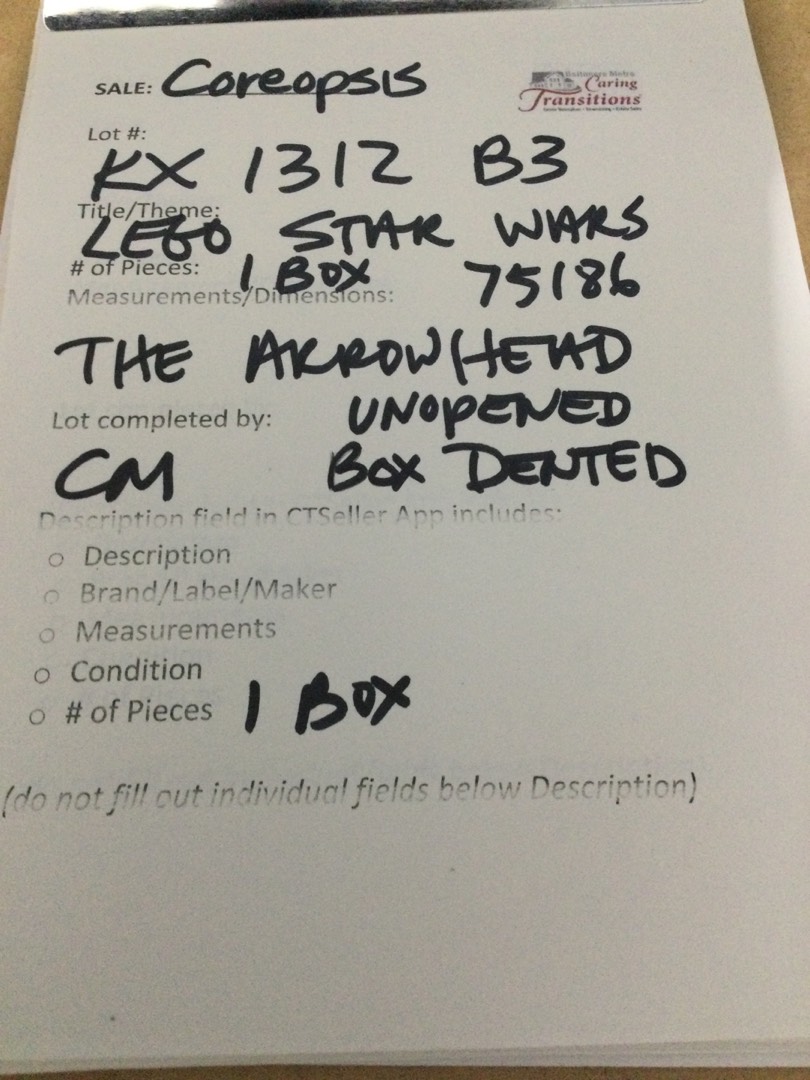 SALE: Coreopsis
Baltimore Metro
Caring
Transitions
Lot #:
KX 1312 B3
Title/Theme:
LEGO STAR WARS
# of Pieces: 1 BOX 75186
Measurements/Dimensions:
THE ARROWHEAD
Lot completed by: UNOPENED
CM BOX DENTED
Description field in CTSeller App includes:
o Description
o Brand/Label/Maker
o Measurements
o Condition
o # of Pieces 1 BOX
(do not fill out individual fields below Description)